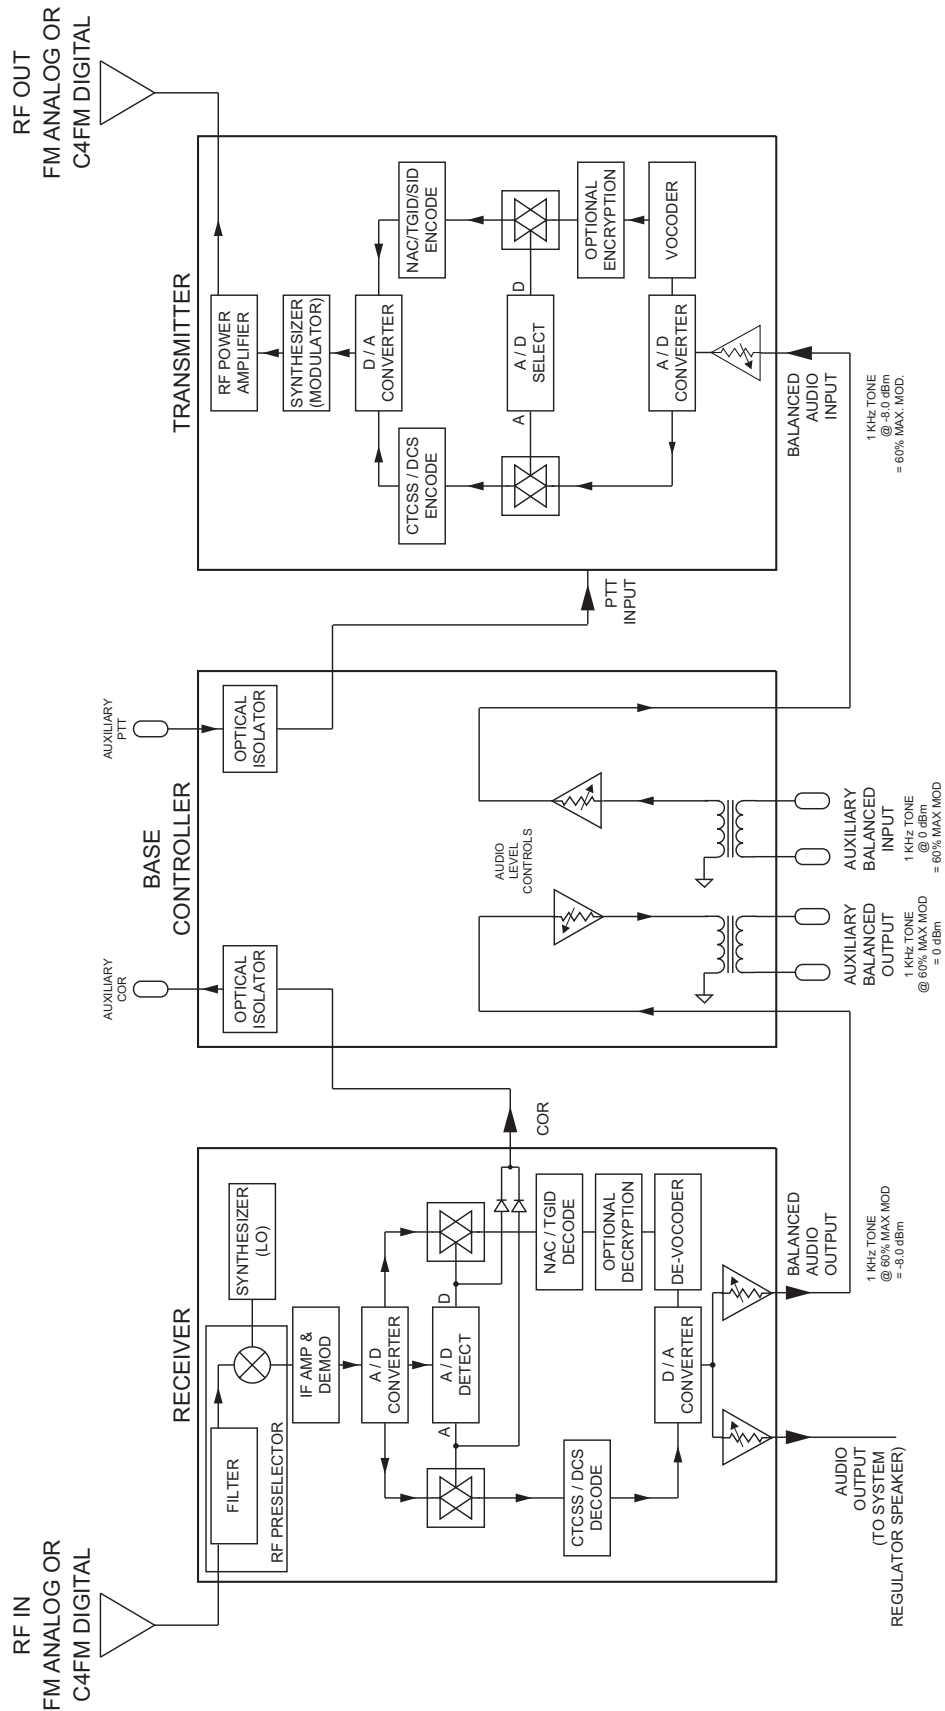 RF IN
FM ANALOG OR
C4FM DIGITAL
RECEIVER
FILTER
RF PRESELECTOR
SYNTHESIZER
(LO)
IF AMP &
DEMOD
A / D
CONVERTER
A
A / D
DETECT
D
CTCSS / DCS
DECODE
NAC / TGID
DECODE
OPTIONAL
DECRYPTION
DE-VOCODER
D / A
CONVERTER
AUDIO
OUTPUT
(TO SYSTEM
REGULATOR SPEAKER)
BALANCED
AUDIO
OUTPUT
1 KHz TONE
@ 60% MAX MOD
= -8.0 dBm
COR
BASE
CONTROLLER
AUXILIARY
COR
OPTICAL
ISOLATOR
AUXILIARY
PTT
OPTICAL
ISOLATOR
AUDIO
LEVEL
CONTROLS
AUXILIARY
BALANCED
OUTPUT
1 KHz TONE
@ 60% MAX MOD
= 0 dBm
AUXILIARY
BALANCED
INPUT
1 KHz TONE
@ 0 dBm
= 60% MAX MOD
PTT
INPUT
RF OUT
FM ANALOG OR
C4FM DIGITAL
TRANSMITTER
RF POWER
AMPLIFIER
SYNTHESIZER
(MODULATOR)
D / A
CONVERTER
CTCSS / DCS
ENCODE
NAC/TGID/SID
ENCODE
A
A / D
SELECT
D
OPTIONAL
ENCRYPTION
VOCODER
A / D
CONVERTER
BALANCED
AUDIO
INPUT
1 KHz TONE
@ -8.0 dBm
= 60% MAX. MOD.